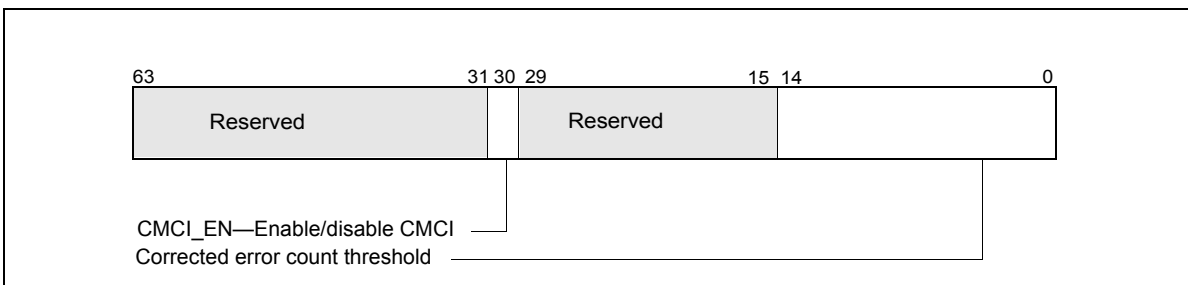 63 31 30 29 15 14 0
Reserved Reserved
CMCI_EN—Enable/disable CMCI
Corrected error count threshold